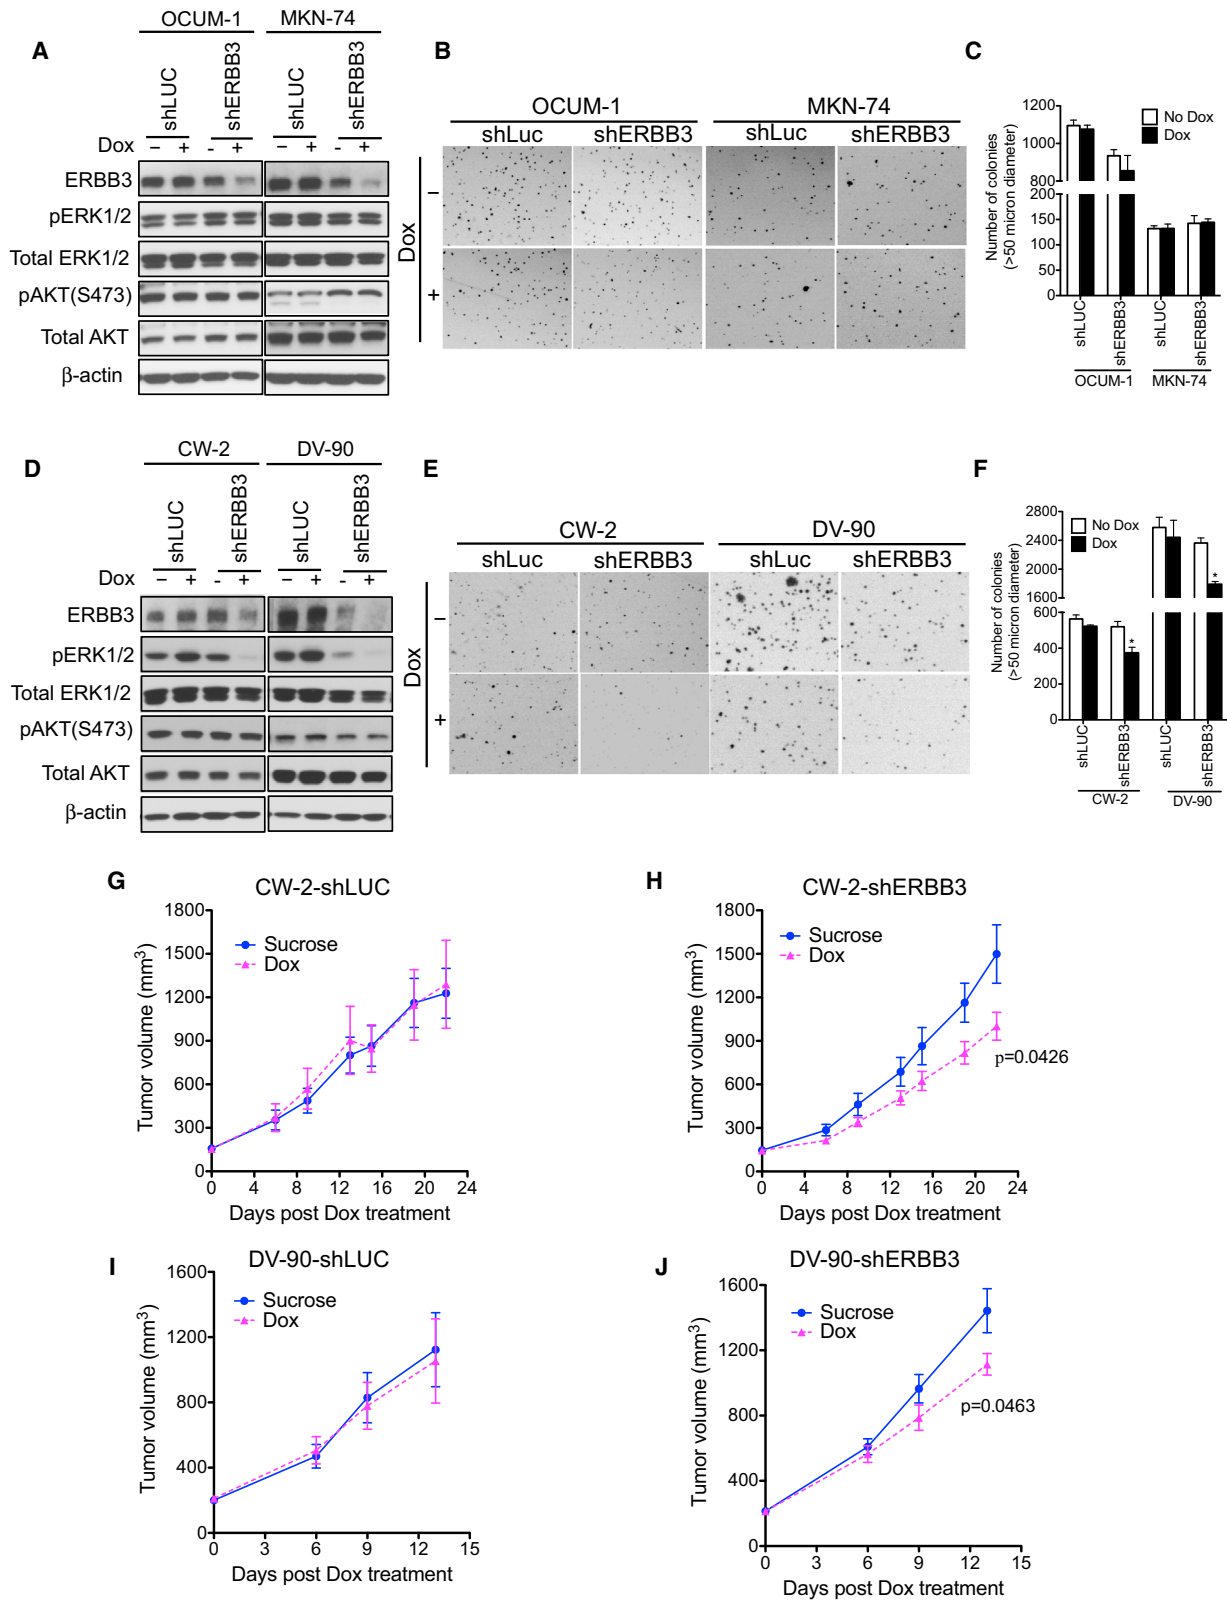 A
OCUM-1 MKN-74
shLUC shERBB3 shLUC shERBB3
Dox − + - + − + - +
ERBB3
pERK1/2
Total ERK1/2
pAKT(S473)
Total AKT
β-actin
B
OCUM-1 MKN-74
shLuc shERBB3 shLuc shERBB3
Dox
−
+
C
Number of colonies
(>50 micron diameter)
1200
1000
800
200
150
100
50
0
No Dox
Dox
shLUC shERBB3 shLUC shERBB3
OCUM-1 MKN-74
D
CW-2 DV-90
shLUC shERBB3 shLUC shERBB3
Dox − + - + − + - +
ERBB3
pERK1/2
Total ERK1/2
pAKT(S473)
Total AKT
β-actin
E
CW-2 DV-90
shLuc shERBB3 shLuc shERBB3
Dox
−
+
F
Number of colonies
(>50 micron diameter)
2800
2400
2000
1600
600
400
200
0
No Dox
Dox
* *
shLUC shERBB3 shLUC shERBB3
CW-2 DV-90
G
CW-2-shLUC
Tumor volume (mm3)
1800
1500
1200
900
600
300
0
Sucrose
Dox
0 4 8 12 16 20 24
Days post Dox treatment
H
CW-2-shERBB3
Tumor volume (mm3)
1800
1500
1200
900
600
300
0
Sucrose
Dox
p=0.0426
0 4 8 12 16 20 24
Days post Dox treatment
I
DV-90-shLUC
Tumor volume (mm3)
1600
1200
800
400
0
Sucrose
Dox
0 3 6 9 12 15
Days post Dox treatment
J
DV-90-shERBB3
Tumor volume (mm3)
1600
1200
800
400
0
Sucrose
Dox
p=0.0463
0 3 6 9 12 15
Days post Dox treatment